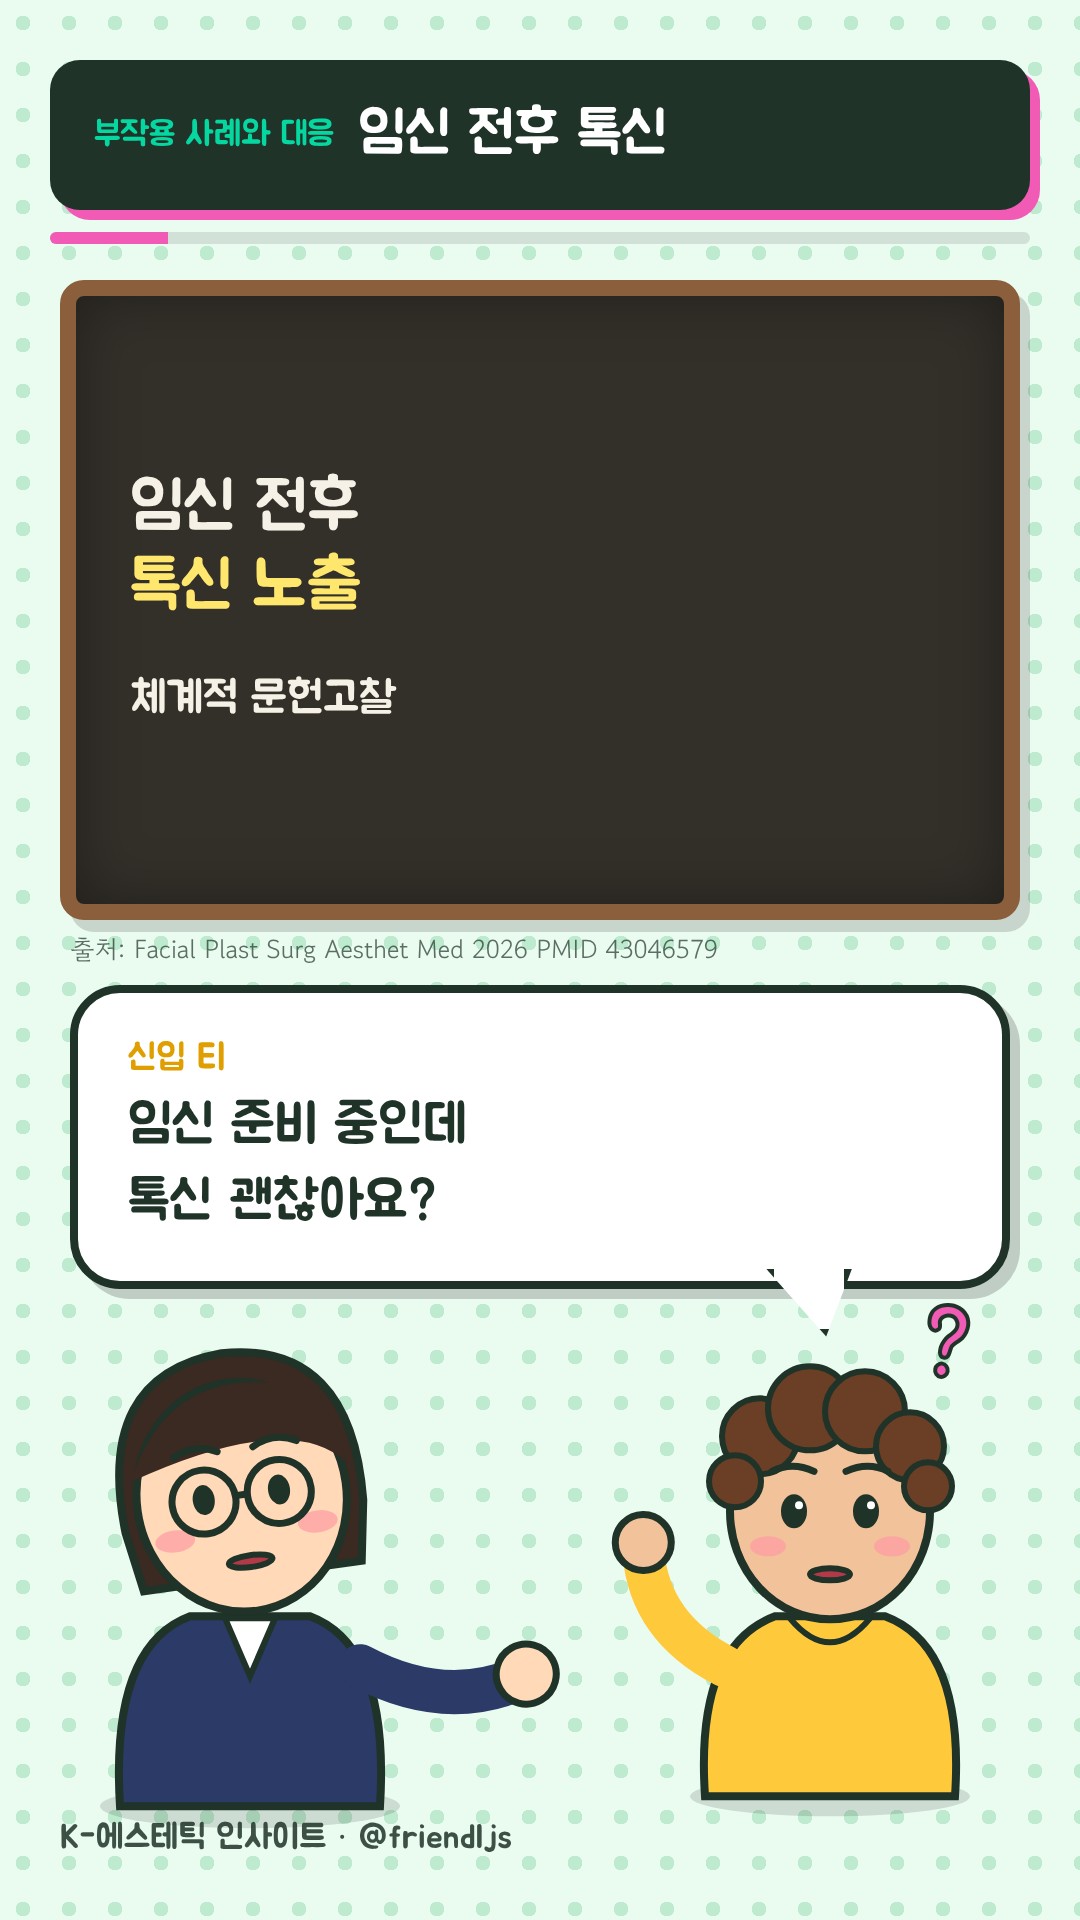 부작용 사례와 대응 임신 전후 톡신
임신 전후
톡신 노출
체계적 문헌고찰
출처: Facial Plast Surg Aesthet Med 2026 PMID 43046579
신입 티
임신 준비 중인데
톡신 괜찮아요?
?
K-에스테틱 인사이트 · @friendljs